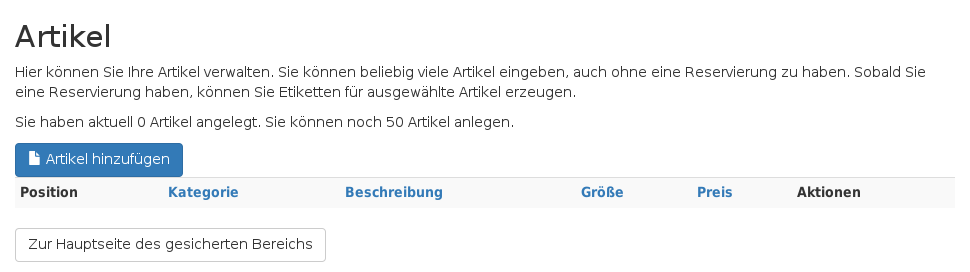 Artikel
Hier können Sie Ihre Artikel verwalten. Sie können beliebig viele Artikel eingeben, auch ohne eine Reservierung zu haben. Sobald Sie
eine Reservierung haben, können Sie Etiketten für ausgewählte Artikel erzeugen.
Sie haben aktuell 0 Artikel angelegt. Sie können noch 50 Artikel anlegen.
Artikel hinzufügen
Position Kategorie Beschreibung Größe Preis Aktionen
Zur Hauptseite des gesicherten Bereichs